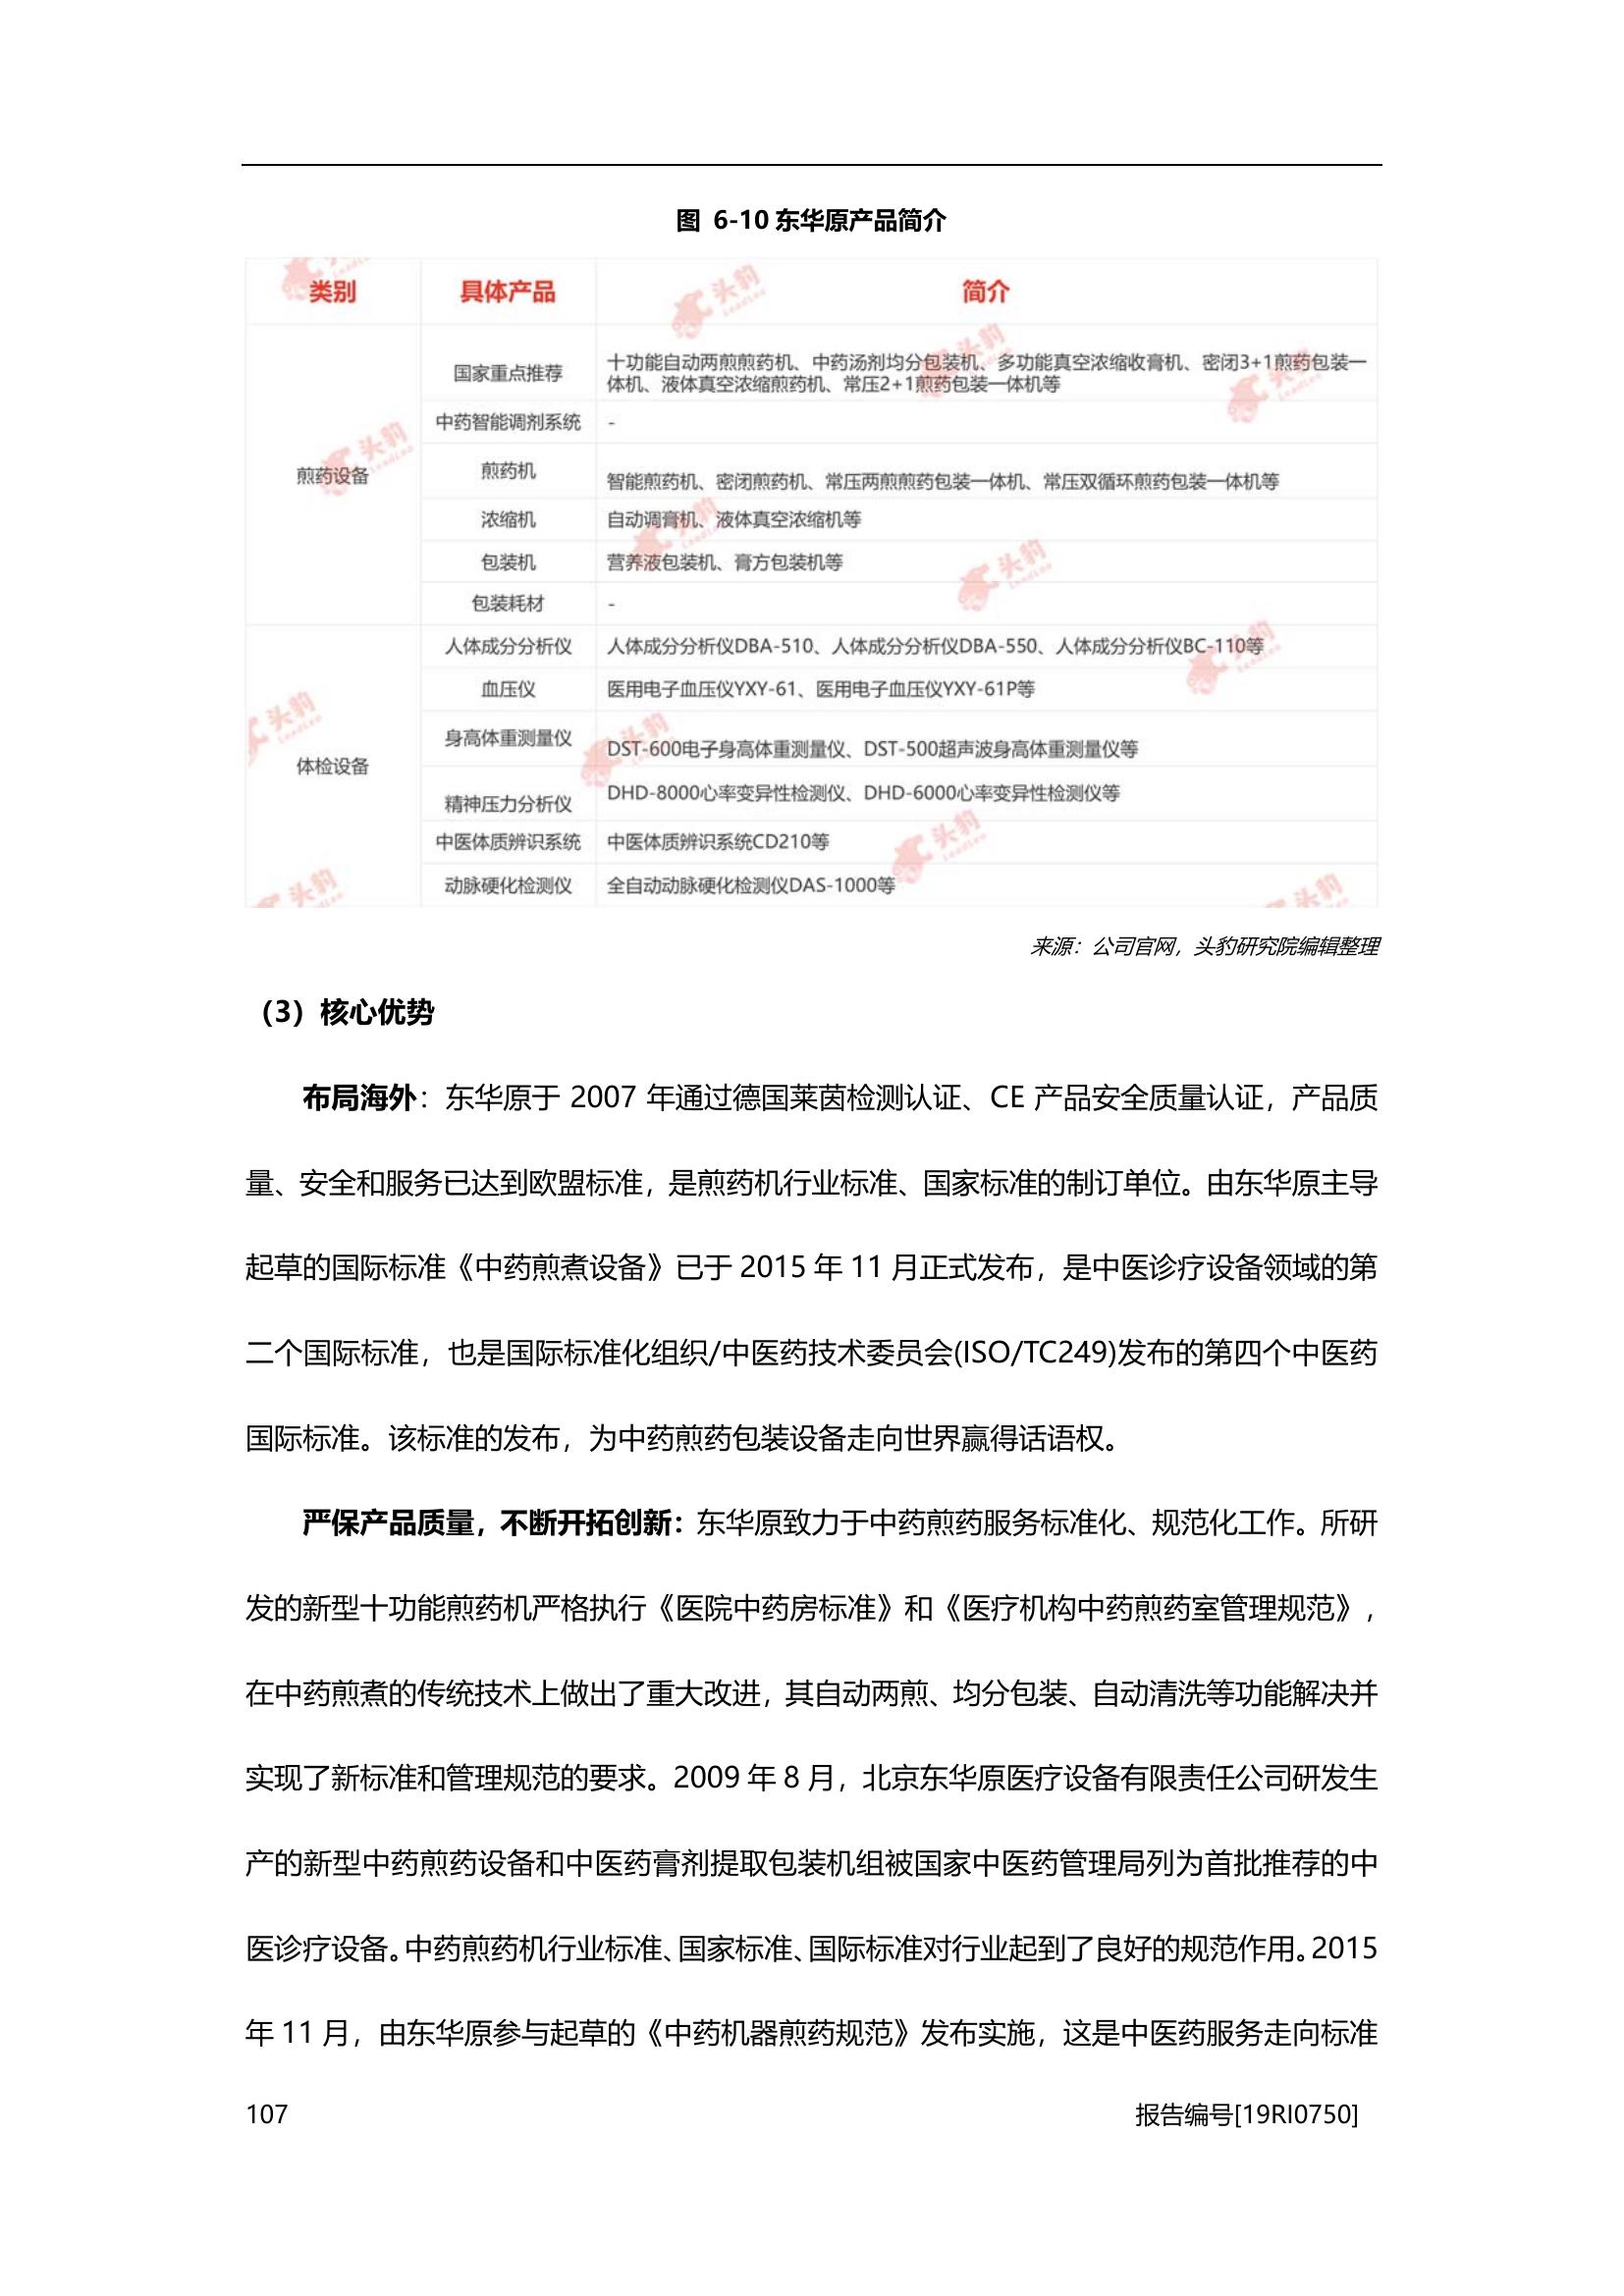 图 6-10 东华原产品简介
类别 具体产品 简介
煎药设备
国家重点推荐
十功能自动两煎煎药机、中药汤剂均分包装机、多功能真空浓缩收膏机、密闭3+1煎药包装一
体机、液体真空浓缩煎药机、常压2+1煎药包装一体机等
中药智能调剂系统 -
煎药机 智能煎药机、密闭煎药机、常压两煎煎药包装一体机、常压双循环煎药包装一体机等
浓缩机 自动调膏机、液体真空浓缩机等
包装机 营养液包装机、膏方包装机等
包装耗材 -
体检设备
人体成分分析仪 人体成分分析仪DBA-510、人体成分分析仪DBA-550、人体成分分析仪BC-110等
血压仪 医用电子血压仪YXY-61、医用电子血压仪YXY-61P等
身高体重测量仪 DST-600电子身高体重测量仪、DST-500超声波身高体重测量仪等
精神压力分析仪 DHD-8000心率变异性检测仪、DHD-6000心率变异性检测仪等
中医体质辨识系统 中医体质辨识系统CD210等
动脉硬化检测仪 全自动动脉硬化检测仪DAS-1000等
来源：公司官网，头豹研究院编辑整理
（3）核心优势
布局海外：东华原于 2007 年通过德国莱茵检测认证、CE 产品安全质量认证，产品质
量、安全和服务已达到欧盟标准，是煎药机行业标准、国家标准的制订单位。由东华原主导
起草的国际标准《中药煎煮设备》已于 2015 年 11 月正式发布，是中医诊疗设备领域的第
二个国际标准，也是国际标准化组织/中医药技术委员会(ISO/TC249)发布的第四个中医药
国际标准。该标准的发布，为中药煎药包装设备走向世界赢得话语权。
严保产品质量，不断开拓创新：东华原致力于中药煎药服务标准化、规范化工作。所研
发的新型十功能煎药机严格执行《医院中药房标准》和《医疗机构中药煎药室管理规范》，
在中药煎煮的传统技术上做出了重大改进，其自动两煎、均分包装、自动清洗等功能解决并
实现了新标准和管理规范的要求。2009 年 8 月，北京东华原医疗设备有限责任公司研发生
产的新型中药煎药设备和中医药膏剂提取包装机组被国家中医药管理局列为首批推荐的中
医诊疗设备。中药煎药机行业标准、国家标准、国际标准对行业起到了良好的规范作用。2015
年 11 月，由东华原参与起草的《中药机器煎药规范》发布实施，这是中医药服务走向标准
107 报告编号[19RI0750]